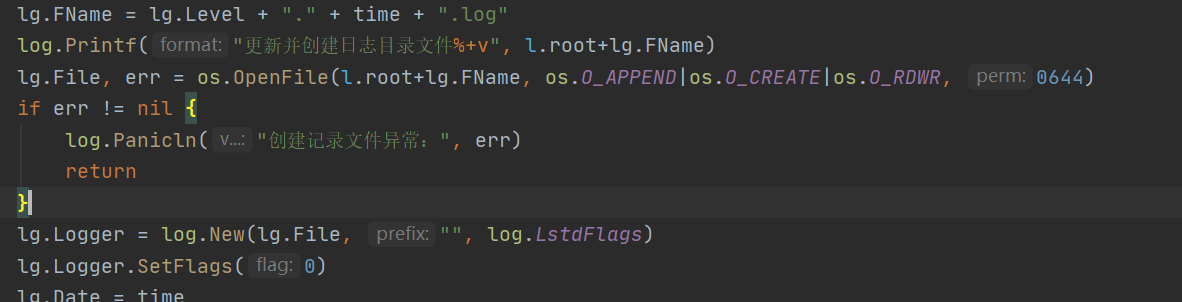 lg.FName = lg.Level + "." + time + ".log"
log.Printf( format: "更新并创建日志目录文件%+v", l.root+lg.FName)
lg.File, err = os.OpenFile(l.root+lg.FName, os.O_APPEND|os.O_CREATE|os.O_RDWR, perm: 0644)
if err != nil {
log.Panicln( v...: "创建记录文件异常：", err)
return
}
lg.Logger = log.New(lg.File, prefix: "", log.LstdFlags)
lg.Logger.SetFlags( flag: 0)
lg.Date = time